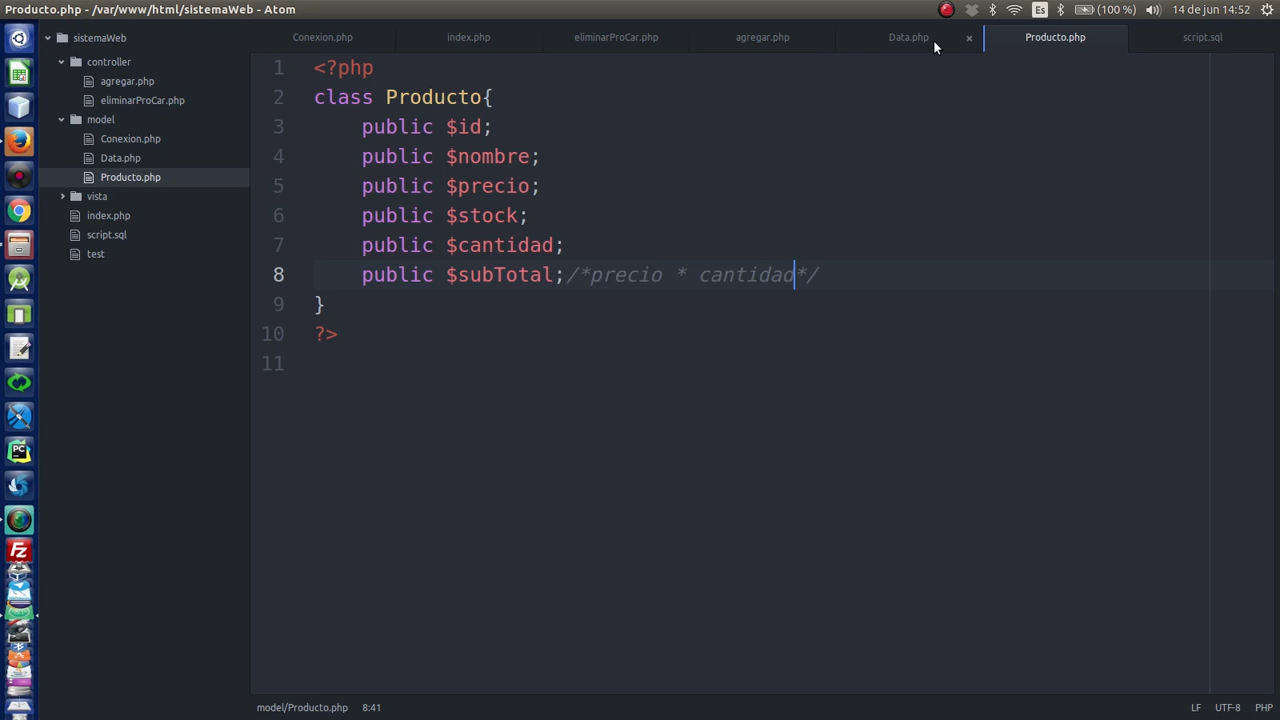 Producto.php - /var/www/html/sistemaWeb - Atom
Es
(100 %)
14 de jun 14:52
sistemaWeb
controller
agregar.php
eliminarProCar.php
model
Conexion.php
Data.php
Producto.php
vista
index.php
script.sql
test
Conexion.php
index.php
eliminarProCar.php
agregar.php
Data.php
×
Producto.php
script.sql
1 <?php
2 class Producto{
3 public $id;
4 public $nombre;
5 public $precio;
6 public $stock;
7 public $cantidad;
8 public $subTotal;/*precio * cantidad*/
9 }
10 ?>
11
PC
Fz
model/Producto.php
8:41
LF
UTF-8
PHP